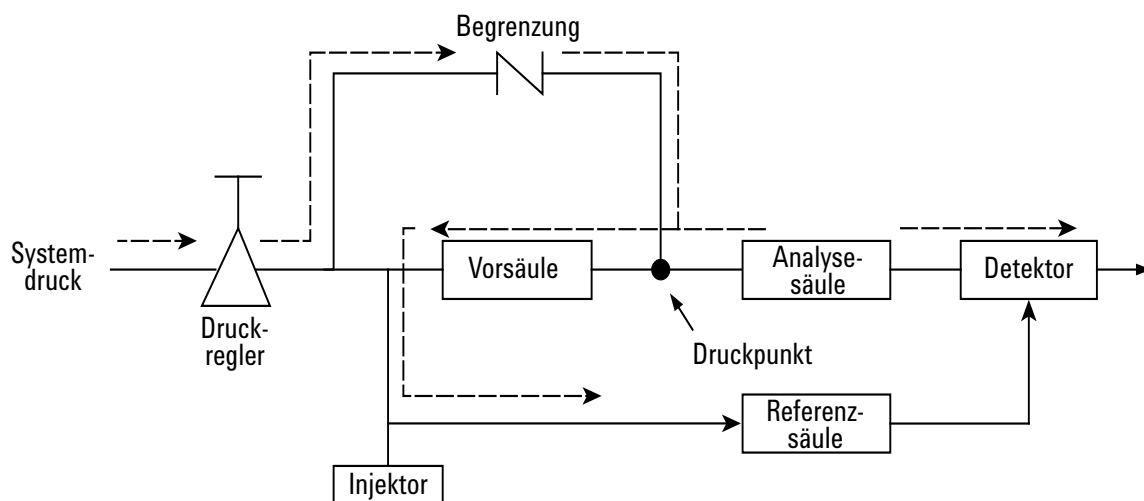 Begrenzung
System-
druck
Druck-
regler
Vorsäule
Analyse-
säule
Detektor
Druckpunkt
Referenz-
säule
Injektor